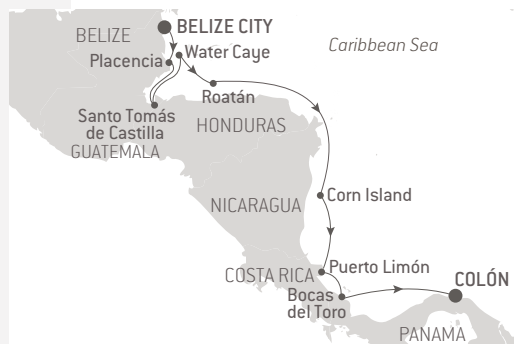 BELIZE CITY
BELIZE
Caribbean Sea
Water Caye
Placencia
Roatán
Santo Tomás
de Castilla
HONDURAS
GUATEMALA
NICARAGUA
Corn Island
Puerto Limón
COSTA RICA
COLÓN
Bocas
del Toro
PANAMA